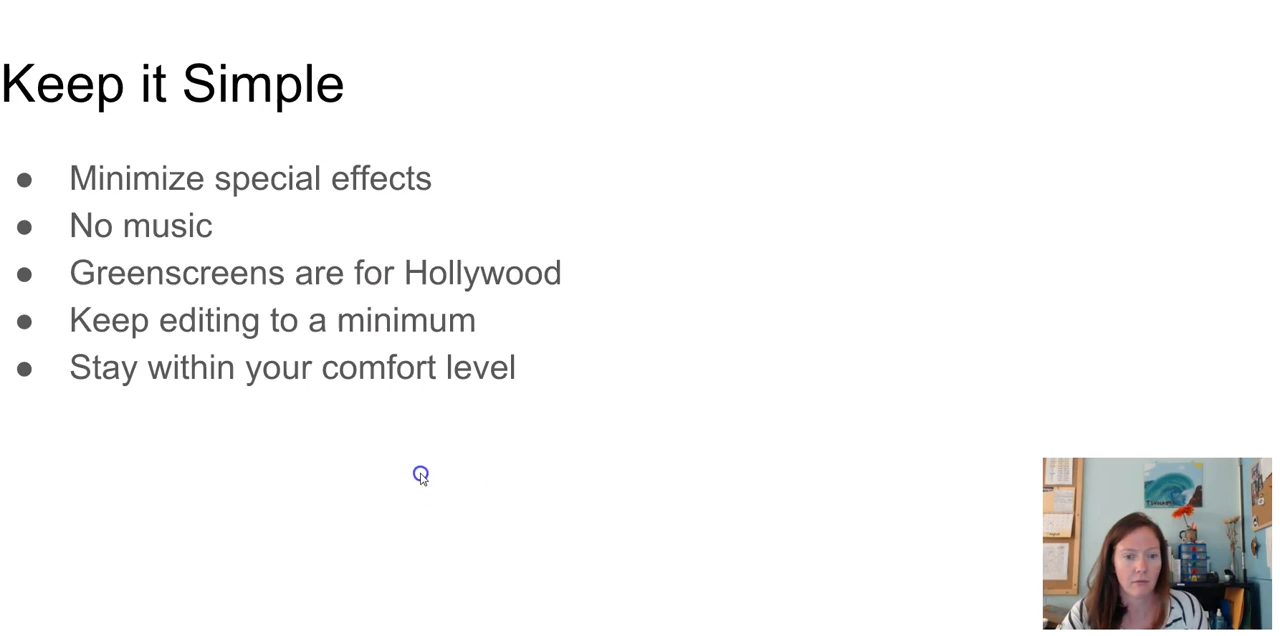 Keep it Simple
● Minimize special effects
● No music
● Greenscreens are for Hollywood
● Keep editing to a minimum
● Stay within your comfort level